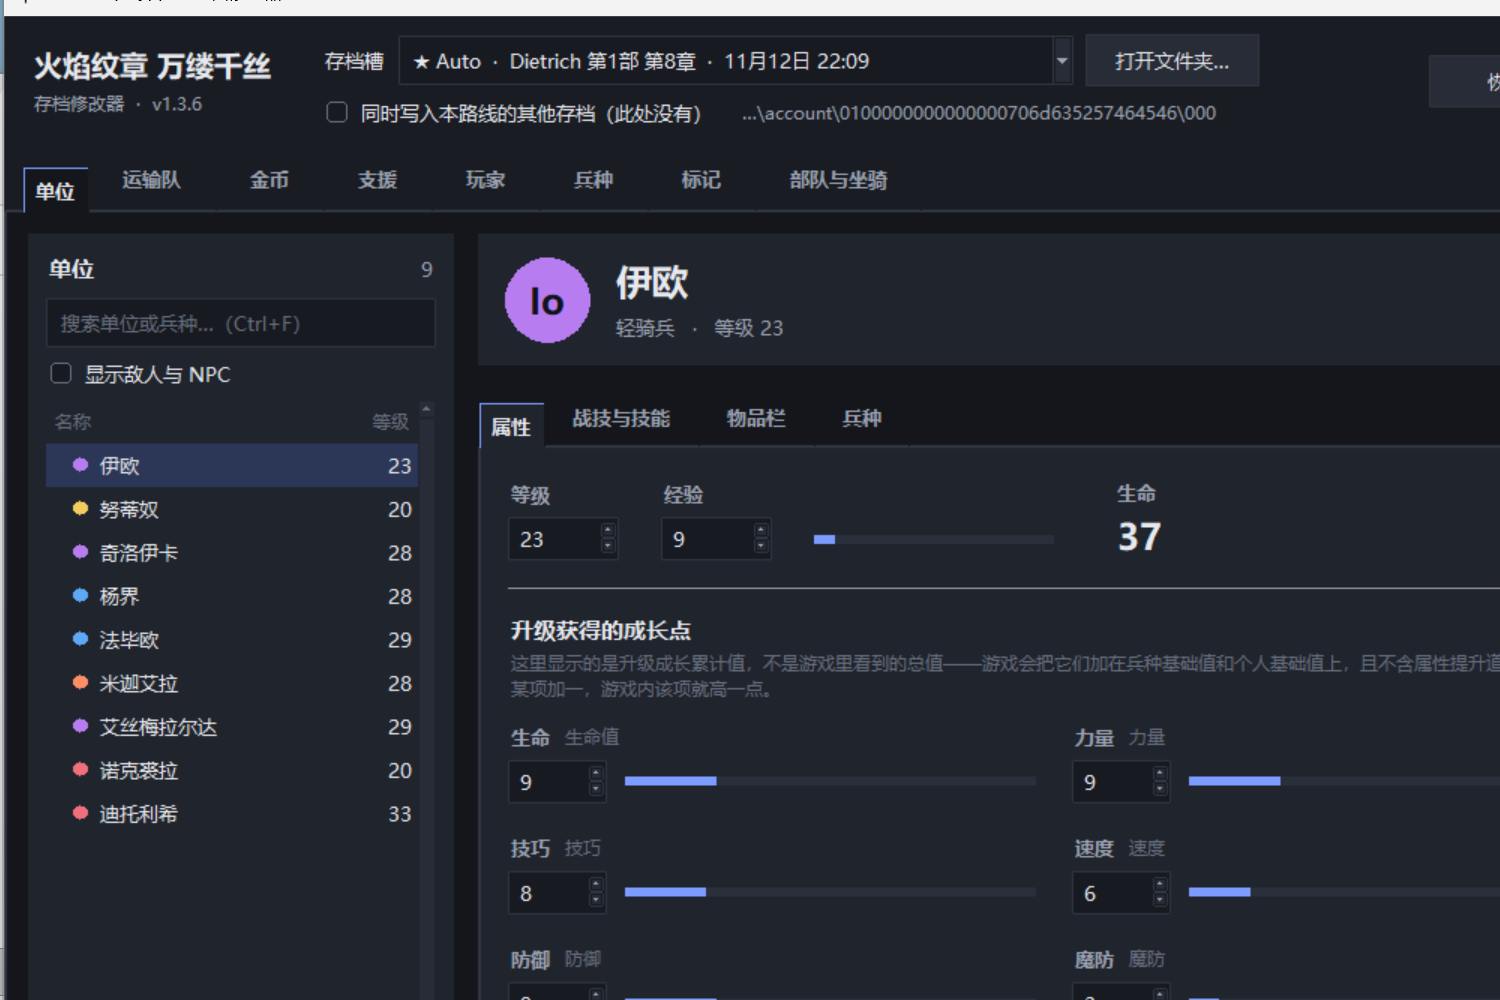 火焰纹章 万缕千丝
存档修改器 · v1.3.6
存档槽
★ Auto · Dietrich 第1部 第8章 · 11月12日 22:09
打开文件夹...
同时写入本路线的其他存档（此处没有）
...\account\0100000000000000706d635257464546\000
单位
运输队
金币
支援
玩家
兵种
标记
部队与坐骑
单位
9
搜索单位或兵种... （Ctrl+F）
显示敌人与 NPC
名称 等级
伊欧 23
努蒂奴 20
奇洛伊卡 28
杨界 28
法毕欧 29
米迦艾拉 28
艾丝梅拉尔达 29
诺克裘拉 20
迪托利希 33
Io
伊欧
轻骑兵 · 等级 23
属性
战技与技能
物品栏
兵种
等级
23
经验
9
生命
37
升级获得的成长点
这里显示的是升级成长累计值，不是游戏里看到的总值——游戏会把它们加在兵种基础值和个人基础值上，且不含属性提升道
某项加一，游戏内该项就高一点。
生命 生命值
9
力量 力量
9
技巧 技巧
8
速度 速度
6
防御 防御
魔防 魔防